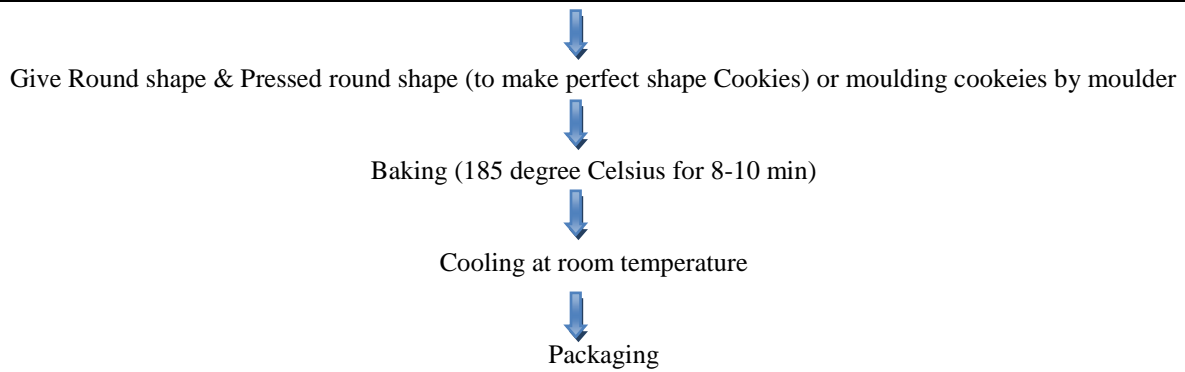 Give Round shape & Pressed round shape (to make perfect shape Cookies) or moulding cookeies by moulder
Baking (185 degree Celsius for 8-10 min)
Cooling at room temperature
Packaging